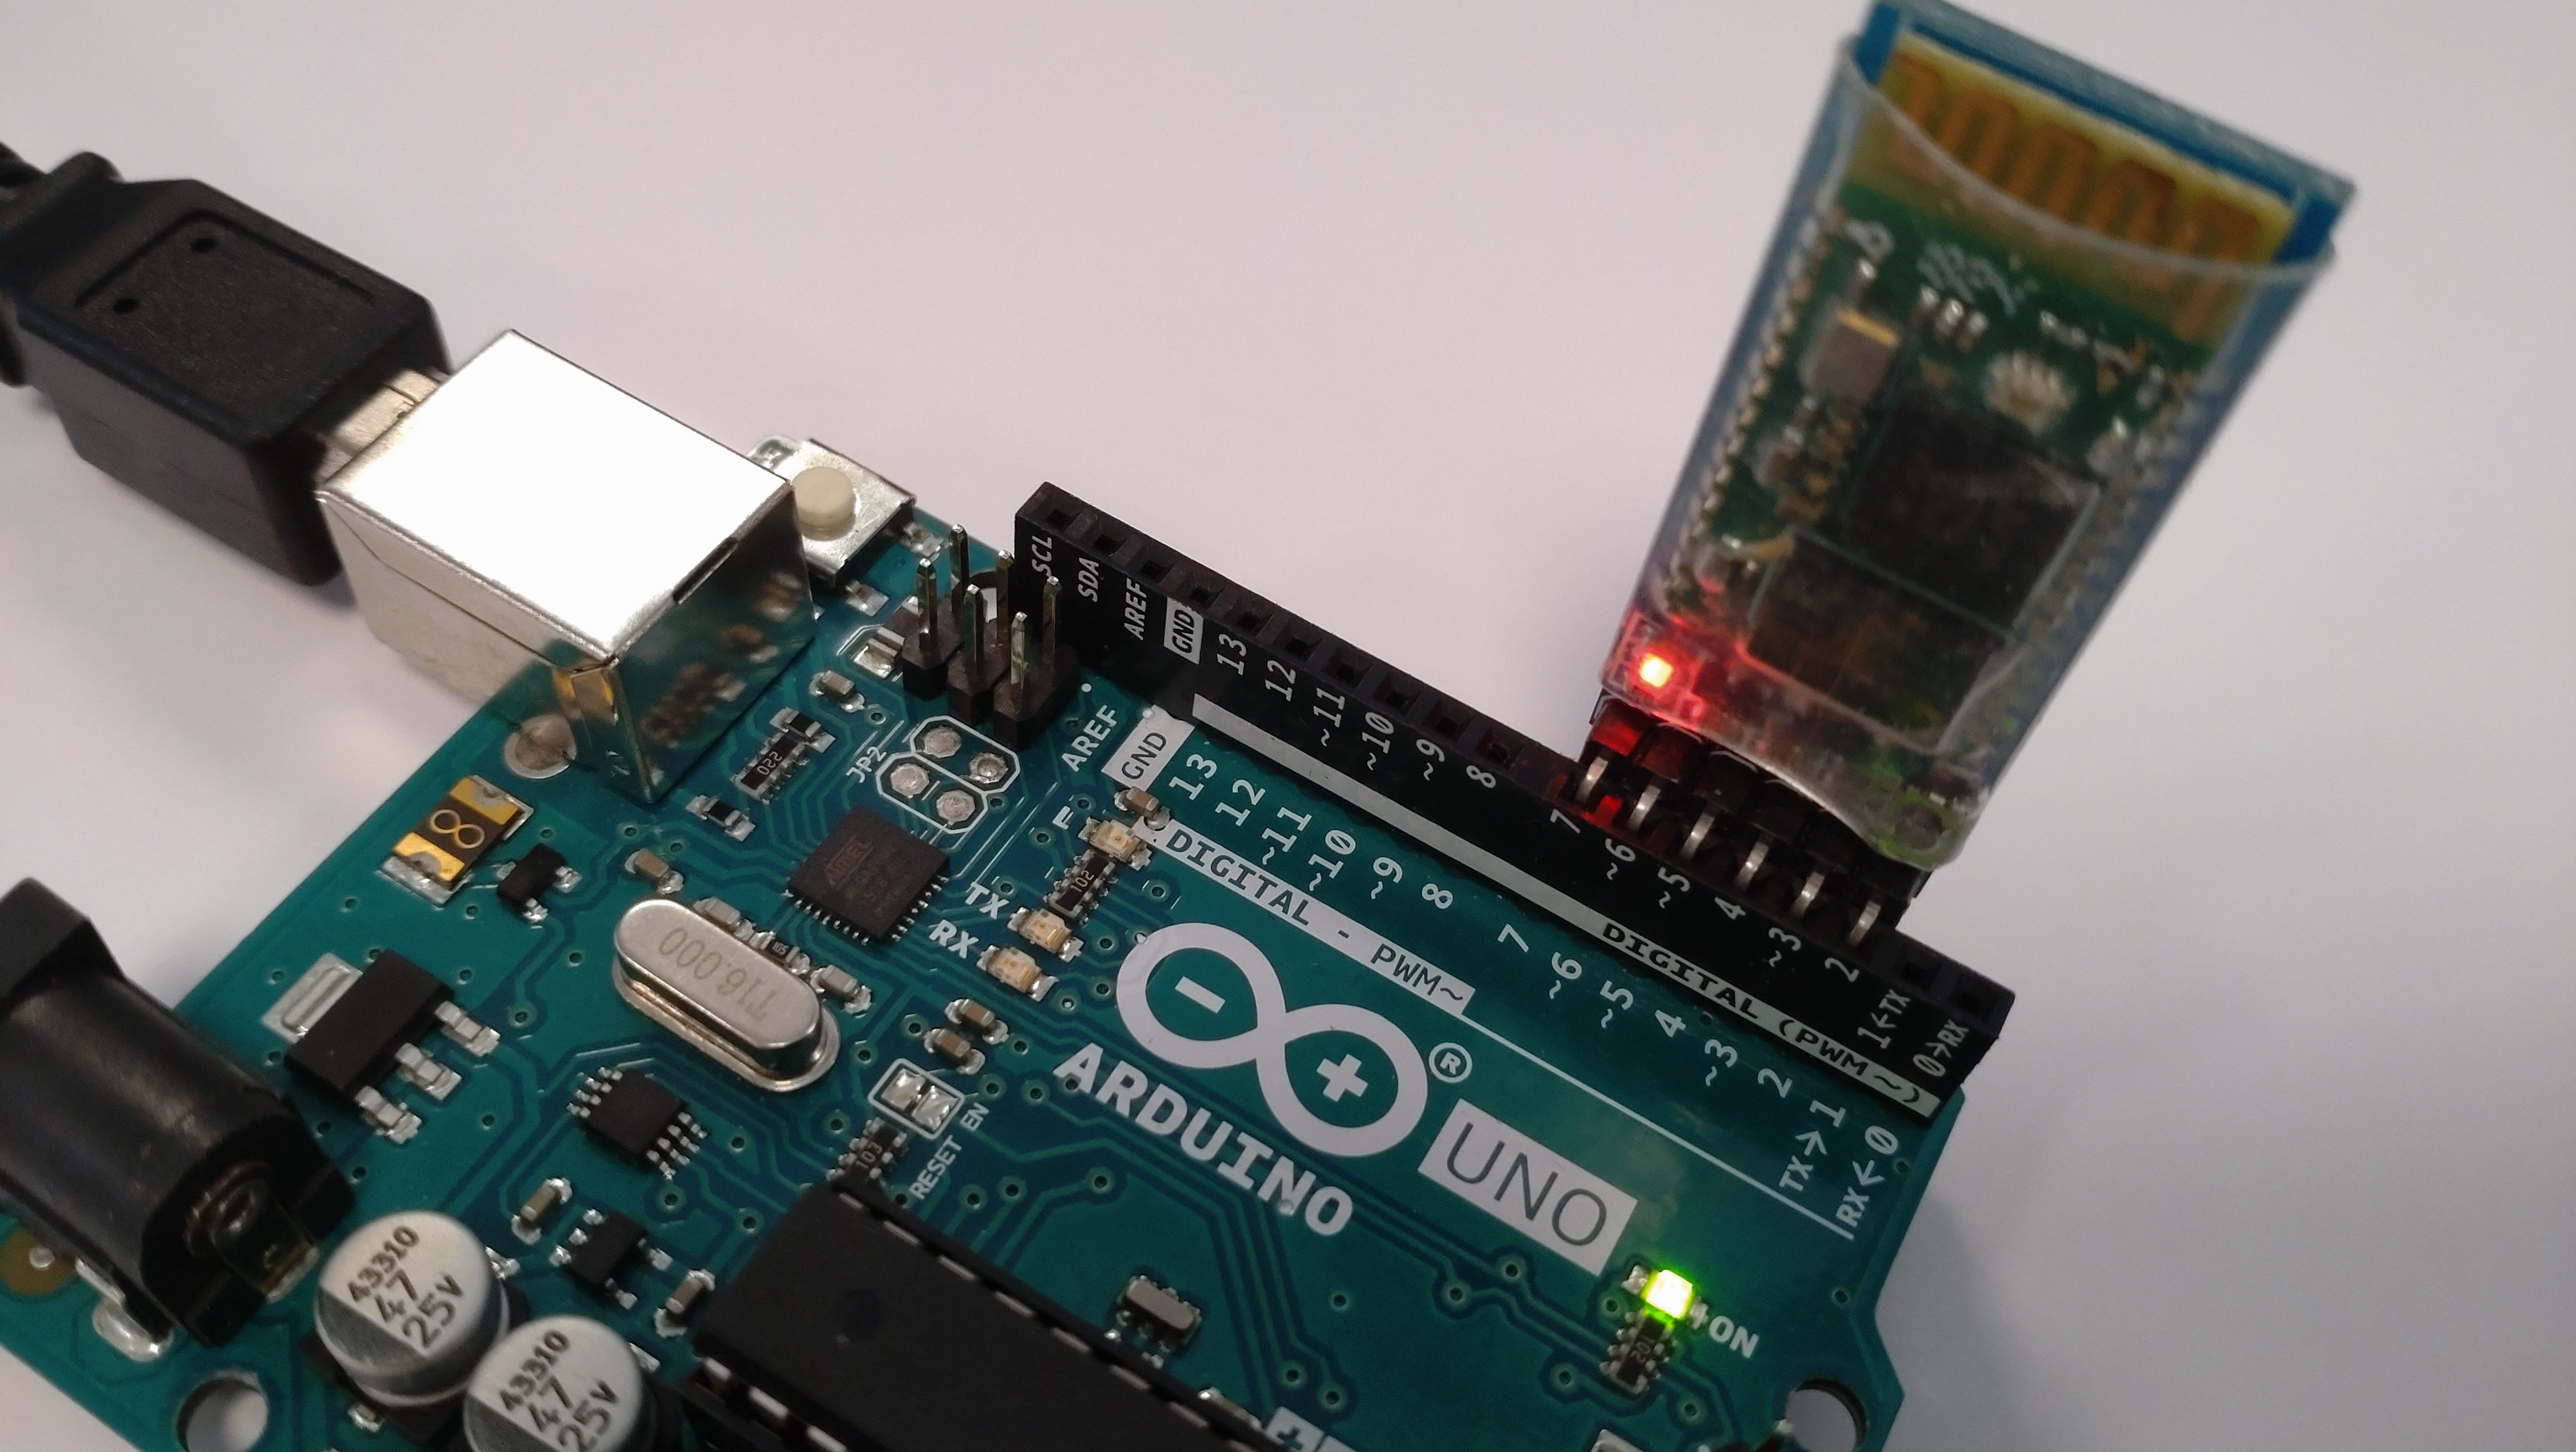 SCL
SDA
AREF
GND
13
12
~11
~10
~9
8
7
~6
~5
4
~3
2
1←TX
0→RX
DIGITAL (PWM ~)
AREF
GND
13
12
~11
~10
~9
8
7
~6
~5
4
~3
2
TX→ 1
RX← 0
DIGITAL - PWM~
JP2
220
8
102
TX
RX
T16.000
103
RESET EN
ARDUINO
®
UNO
ON
201
43310
47
25V
43310
47
25V